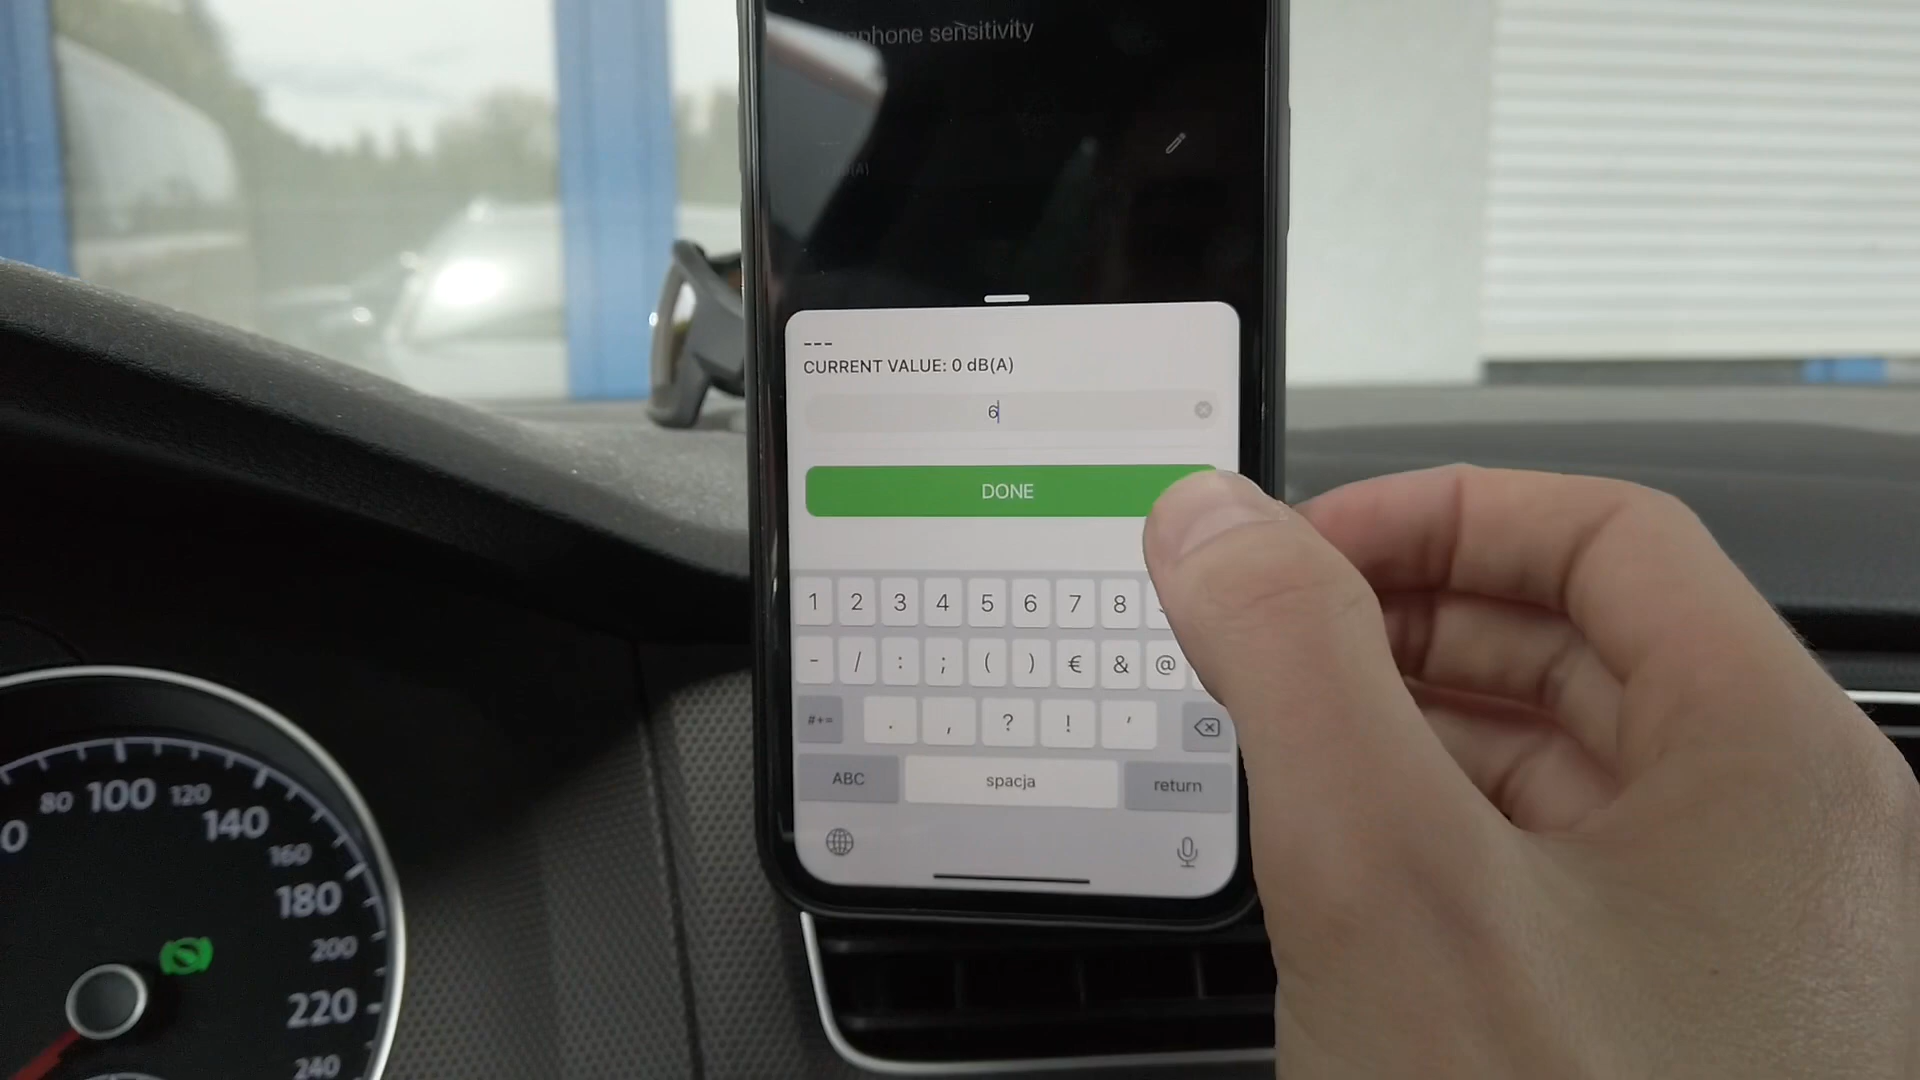 phone sensitivity
---
CURRENT VALUE: 0 dB(A)
6
DONE
1 2 3 4 5 6 7 8
- / : ; ( ) € & @
#+= . , ? ! '
ABC spacja return
80 100 120
140
160
180
200
220
240